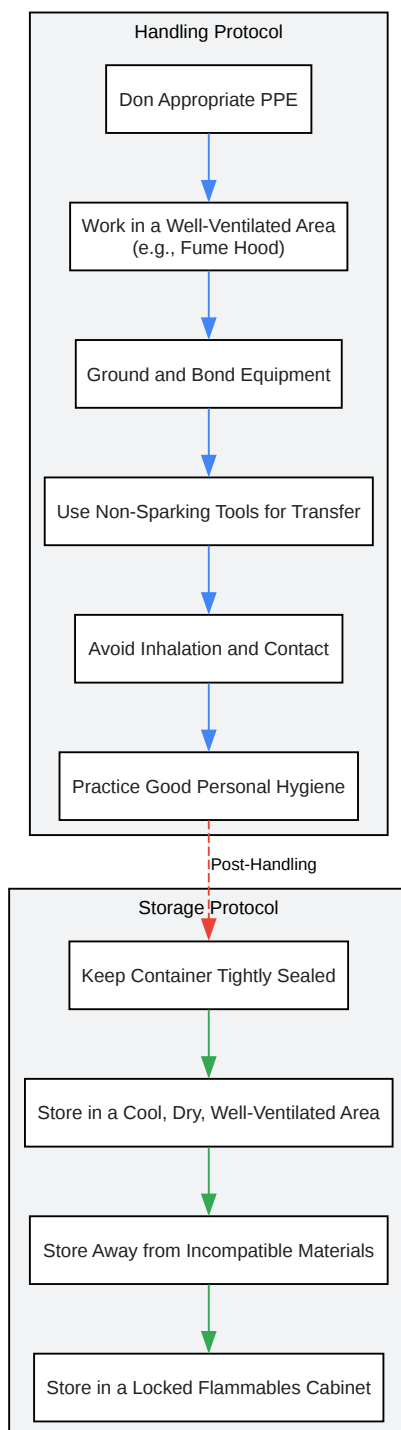 Handling Protocol
Don Appropriate PPE
Work in a Well-Ventilated Area
(e.g., Fume Hood)
Ground and Bond Equipment
Use Non-Sparking Tools for Transfer
Avoid Inhalation and Contact
Practice Good Personal Hygiene
Post-Handling
Storage Protocol
Keep Container Tightly Sealed
Store in a Cool, Dry, Well-Ventilated Area
Store Away from Incompatible Materials
Store in a Locked Flammables Cabinet